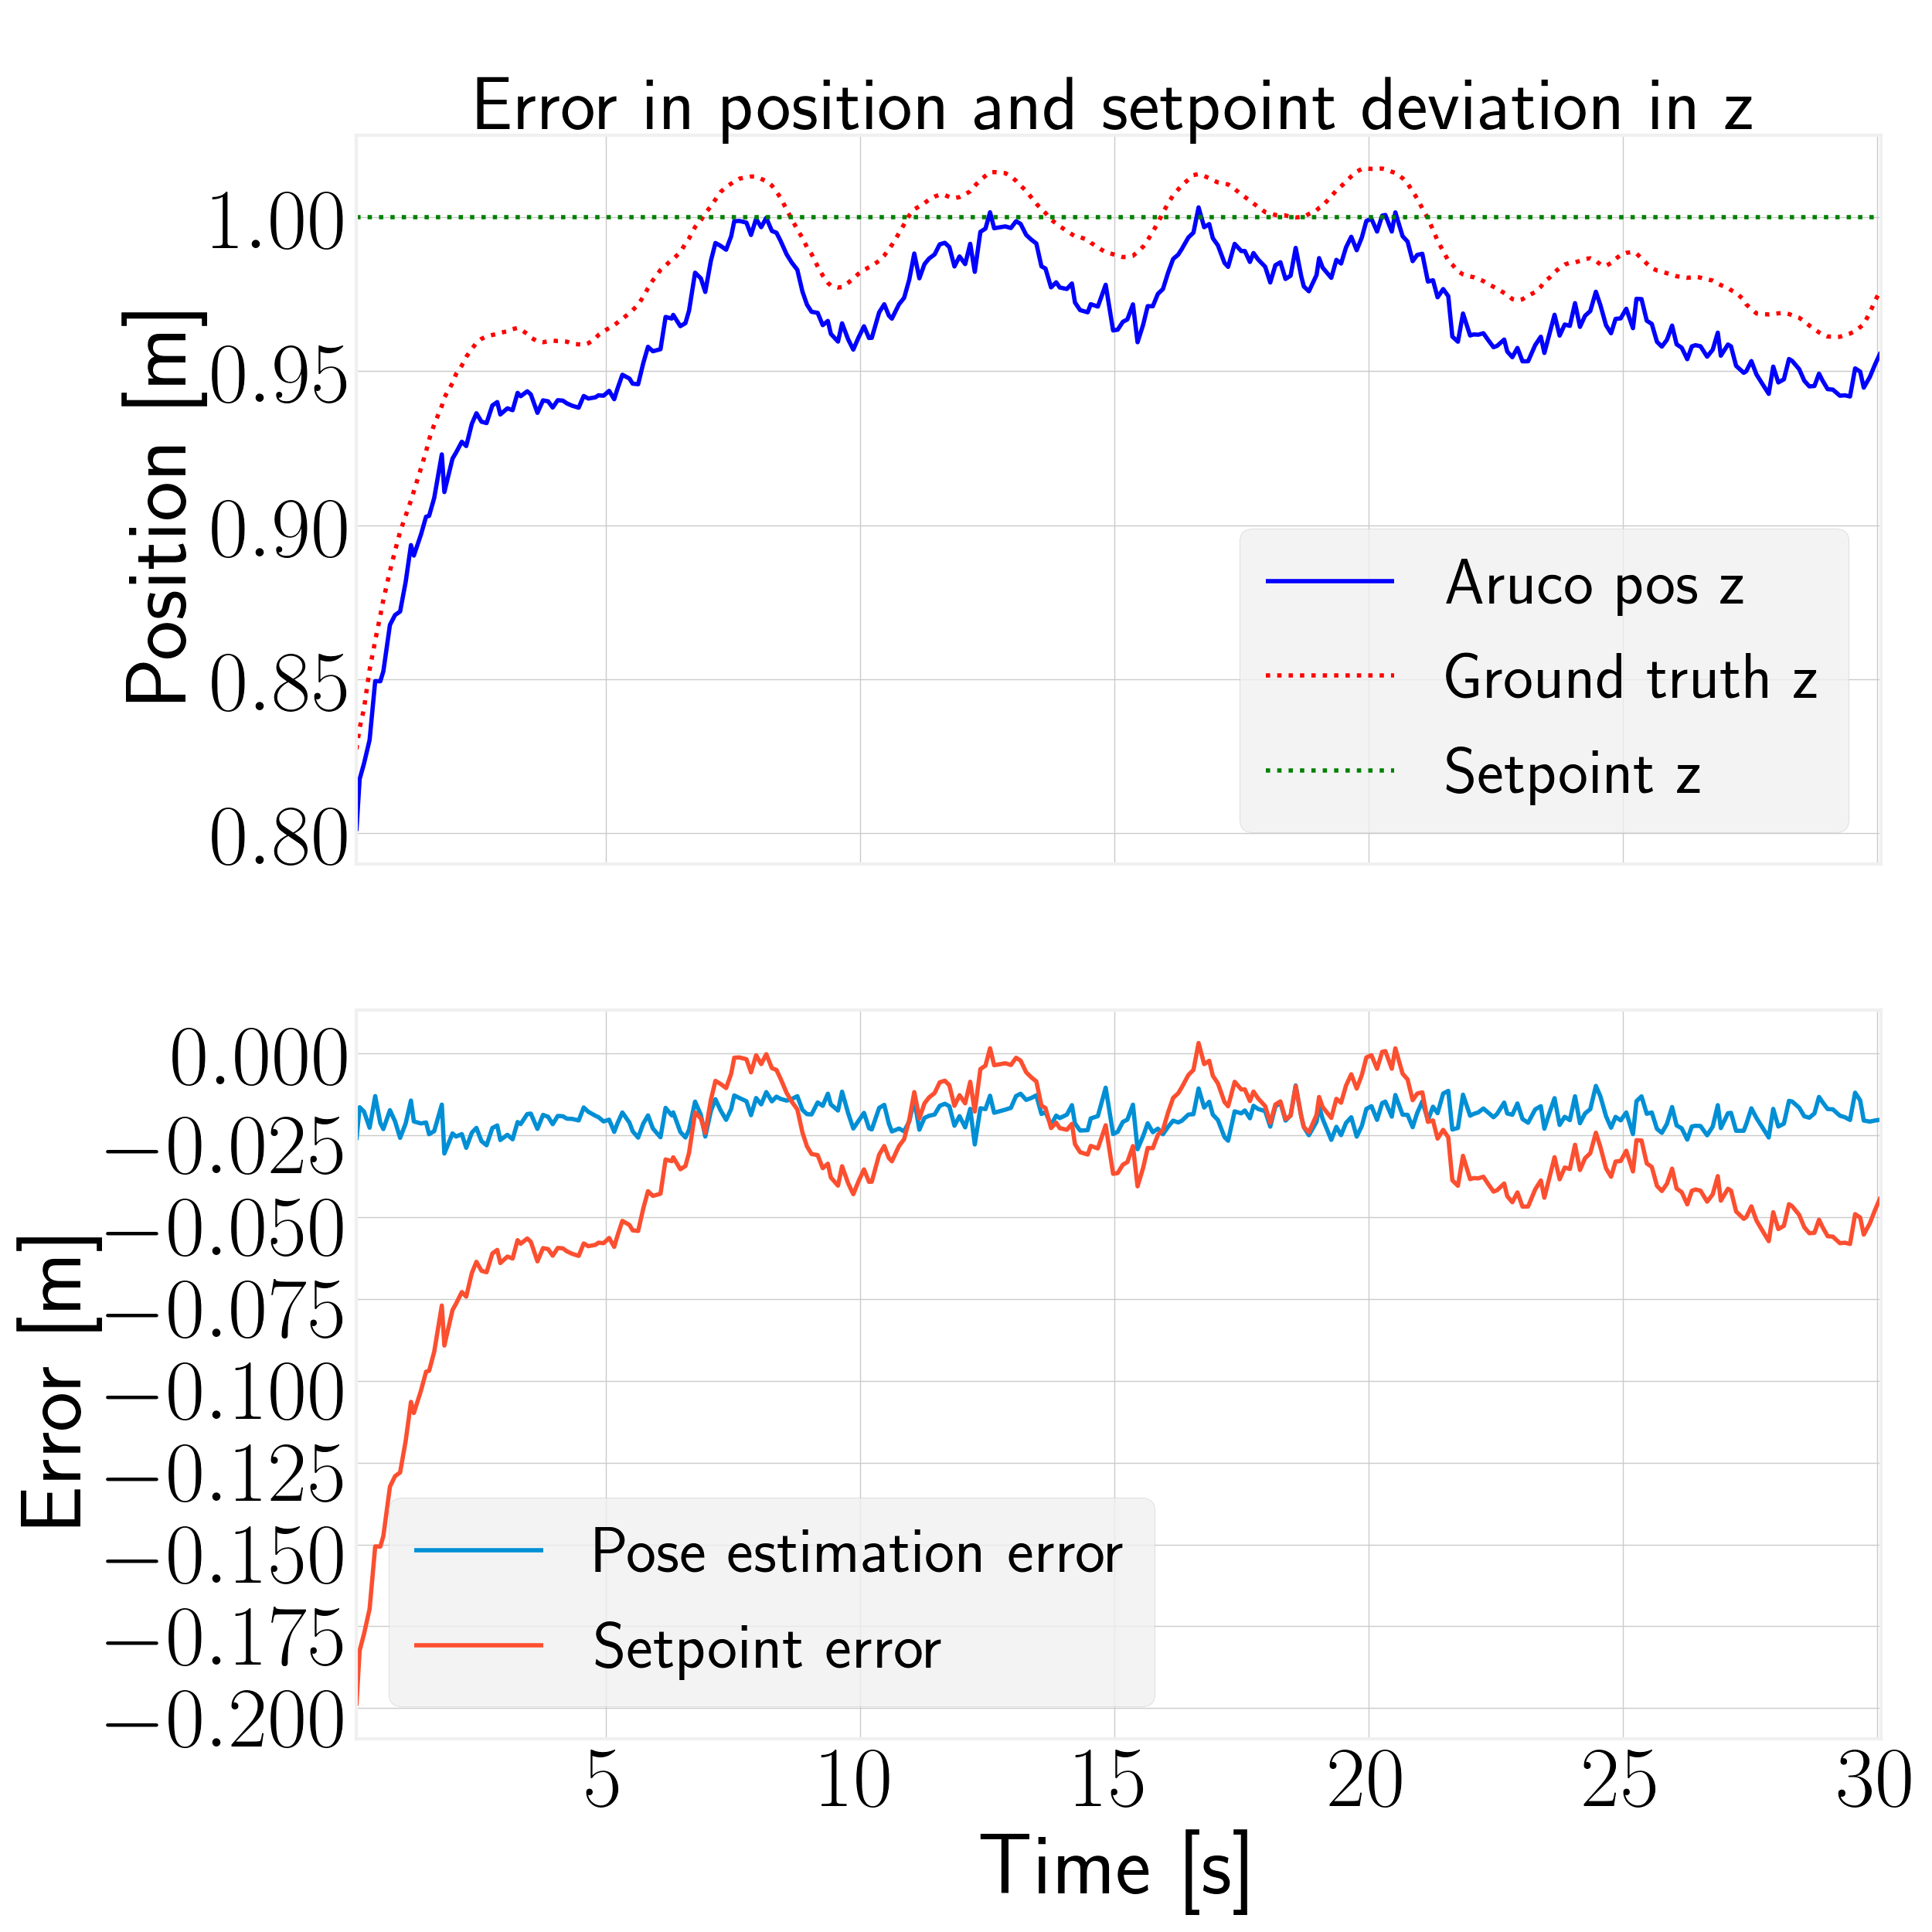 Error in position and setpoint deviation in z
Position [m]
1.00
0.95
0.90
0.85
0.80
Aruco pos z
Ground truth z
Setpoint z
Error [m]
0.000
−0.025
−0.050
−0.075
−0.100
−0.125
−0.150
−0.175
−0.200
Pose estimation error
Setpoint error
5 10 15 20 25 30
Time [s]